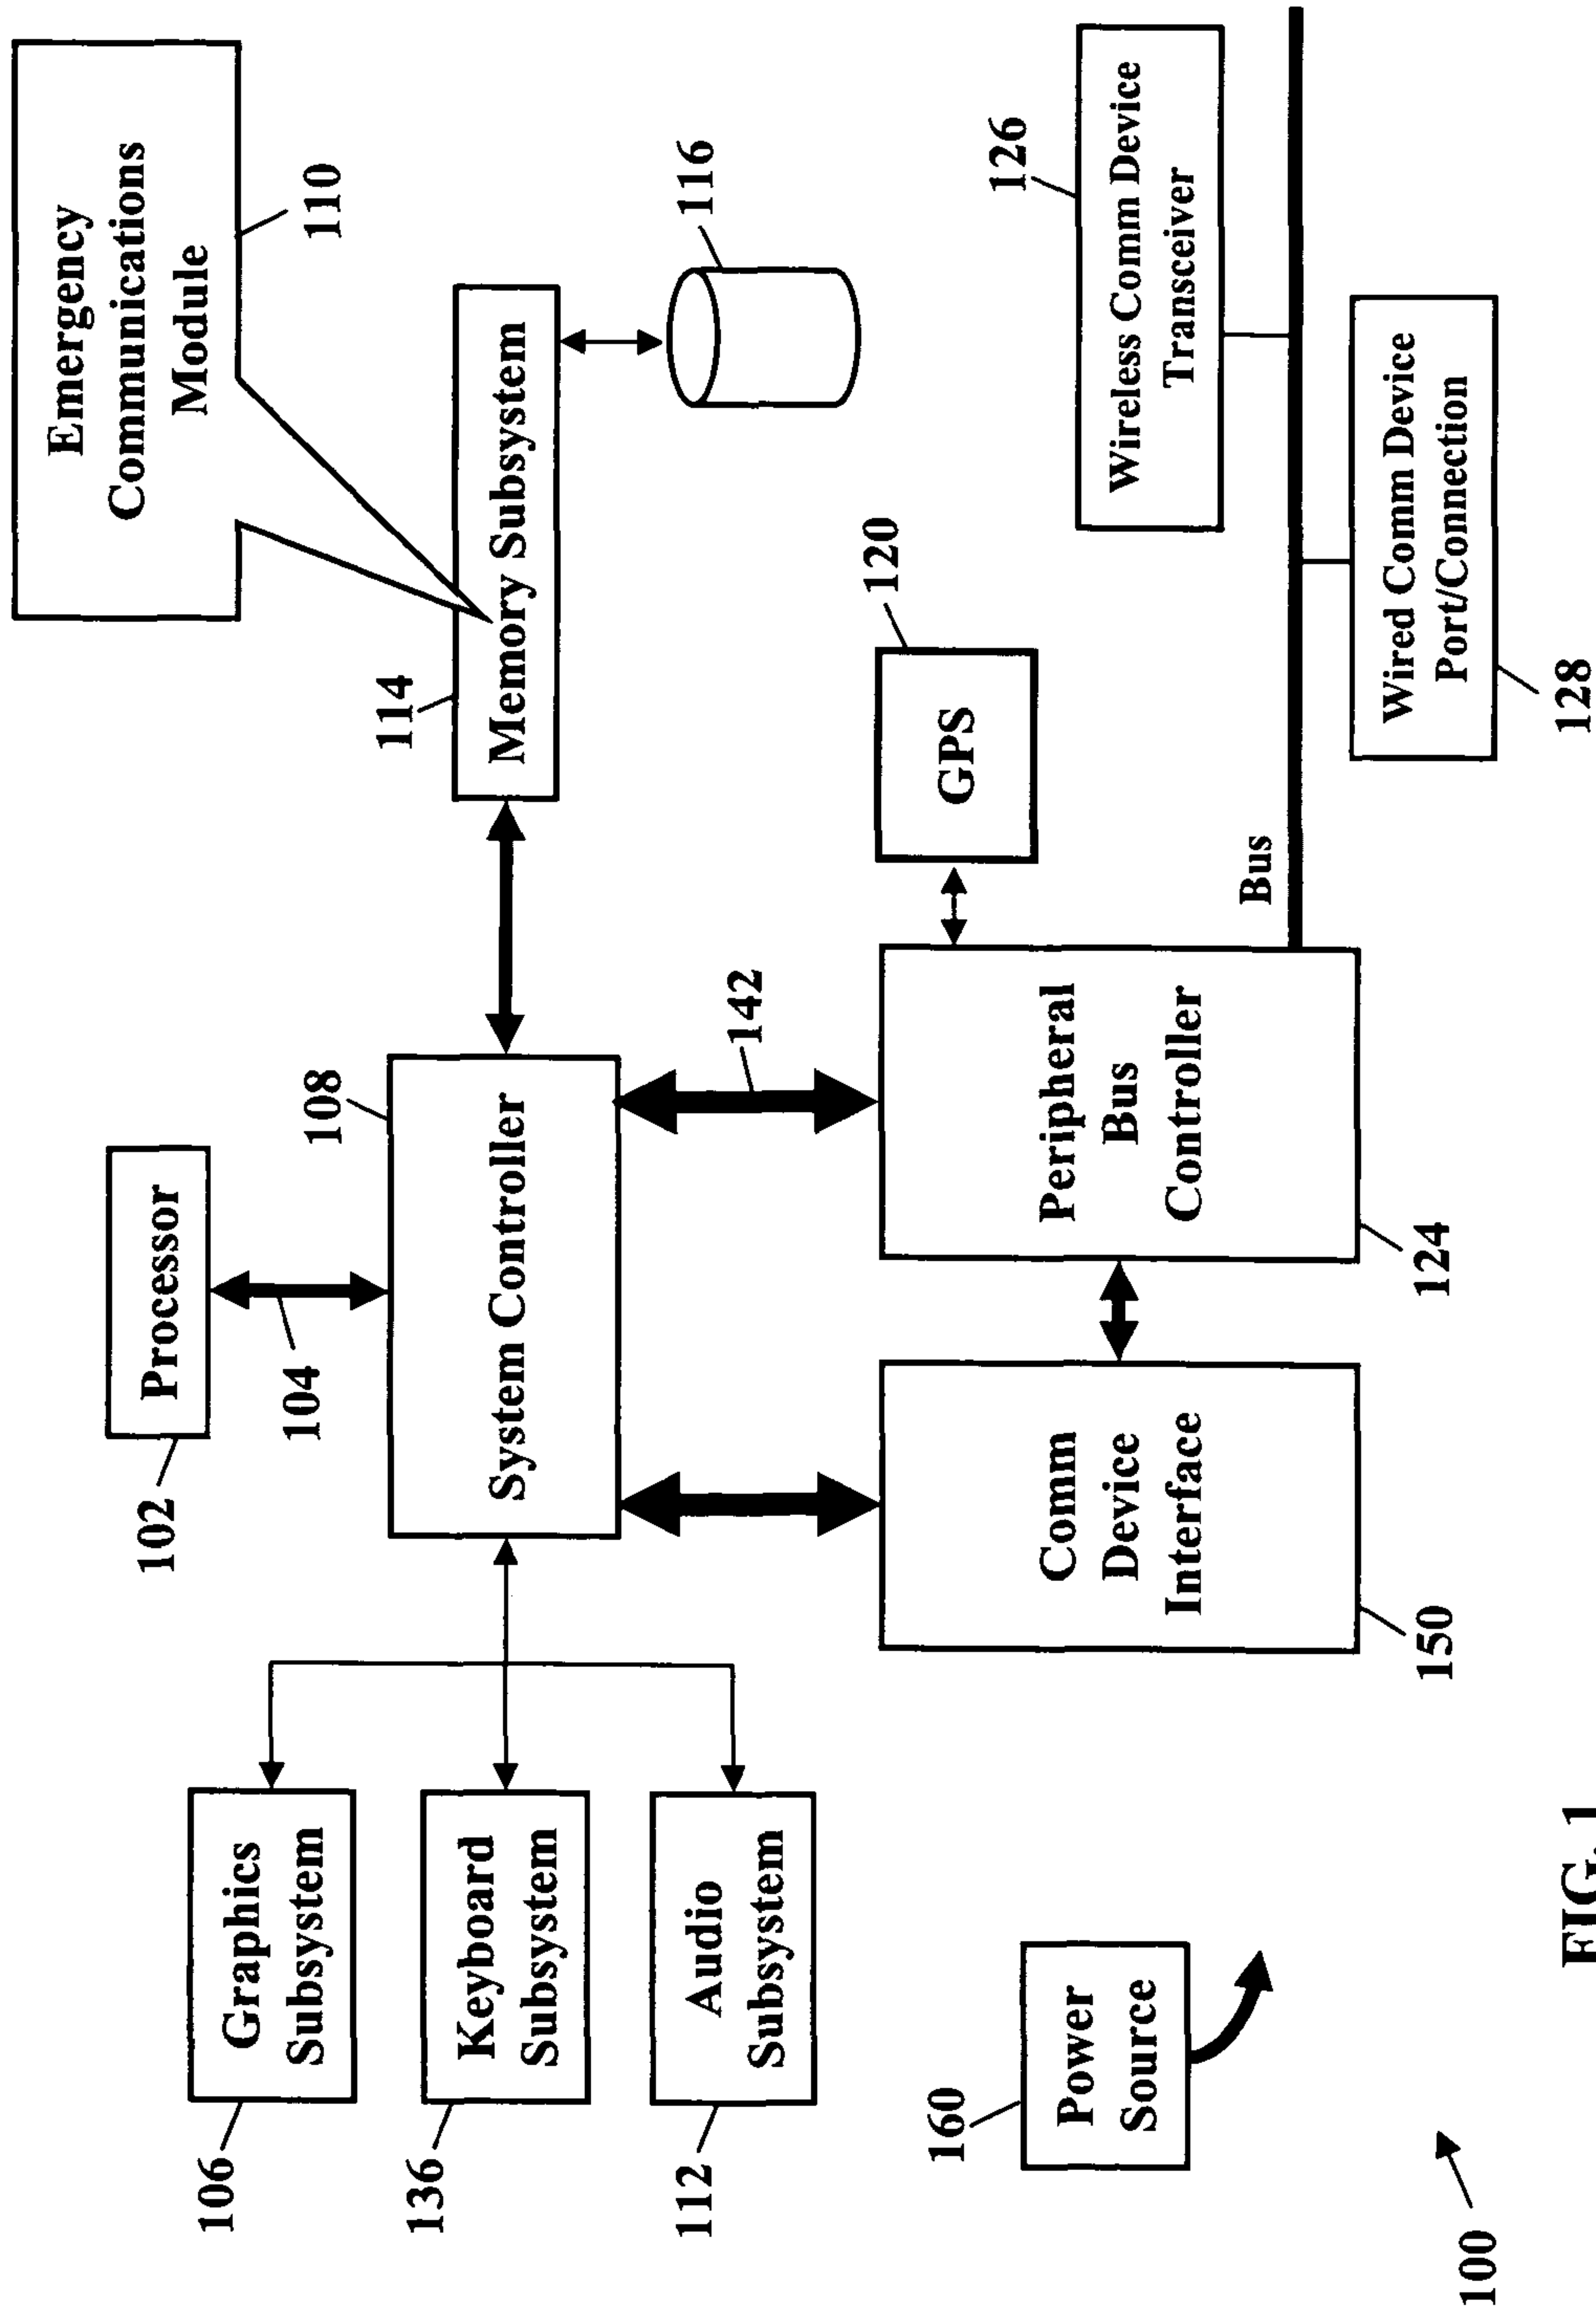 Emergency
Communications
Module
110
Processor
102
104
108
System Controller
114
Memory Subsystem
116
Graphics
Subsystem
106
Keyboard
Subsystem
136
Audio
Subsystem
112
142
GPS
120
Comm
Device
Interface
150
Peripheral
Bus
Controller
124
Bus
Wireless Comm Device
Transceiver
126
Wired Comm Device
Port/Connection
128
Power
Source
160
100
FIG. 1